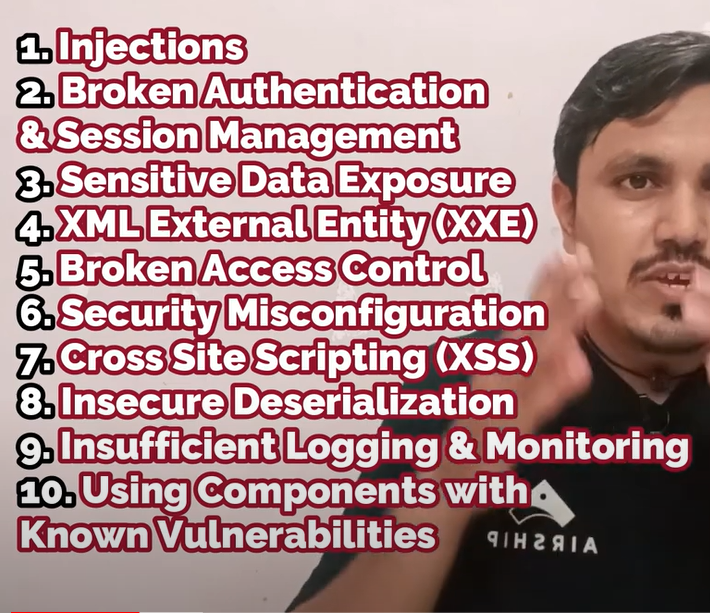 1. Injections
2. Broken Authentication
& Session Management
3. Sensitive Data Exposure
4. XML External Entity (XXE)
5. Broken Access Control
6. Security Misconfiguration
7. Cross Site Scripting (XSS)
8. Insecure Deserialization
9. Insufficient Logging & Monitoring
10. Using Components with
Known Vulnerabilities
AIRSHIP